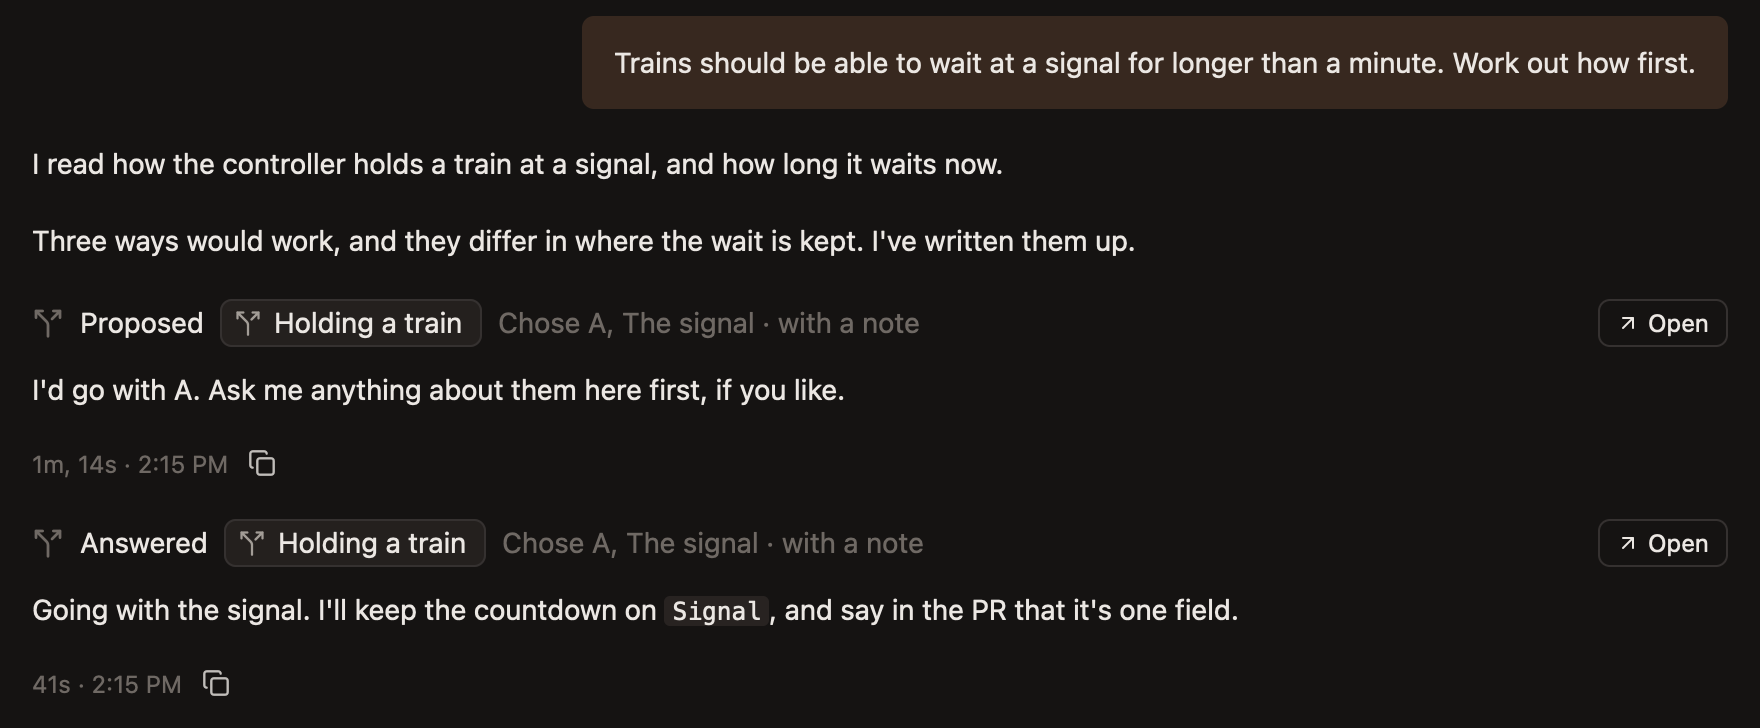 Trains should be able to wait at a signal for longer than a minute. Work out how first.
I read how the controller holds a train at a signal, and how long it waits now.
Three ways would work, and they differ in where the wait is kept. I've written them up.
Proposed Holding a train Chose A, The signal · with a note Open
I'd go with A. Ask me anything about them here first, if you like.
1m, 14s · 2:15 PM
Answered Holding a train Chose A, The signal · with a note Open
Going with the signal. I'll keep the countdown on Signal, and say in the PR that it's one field.
41s · 2:15 PM